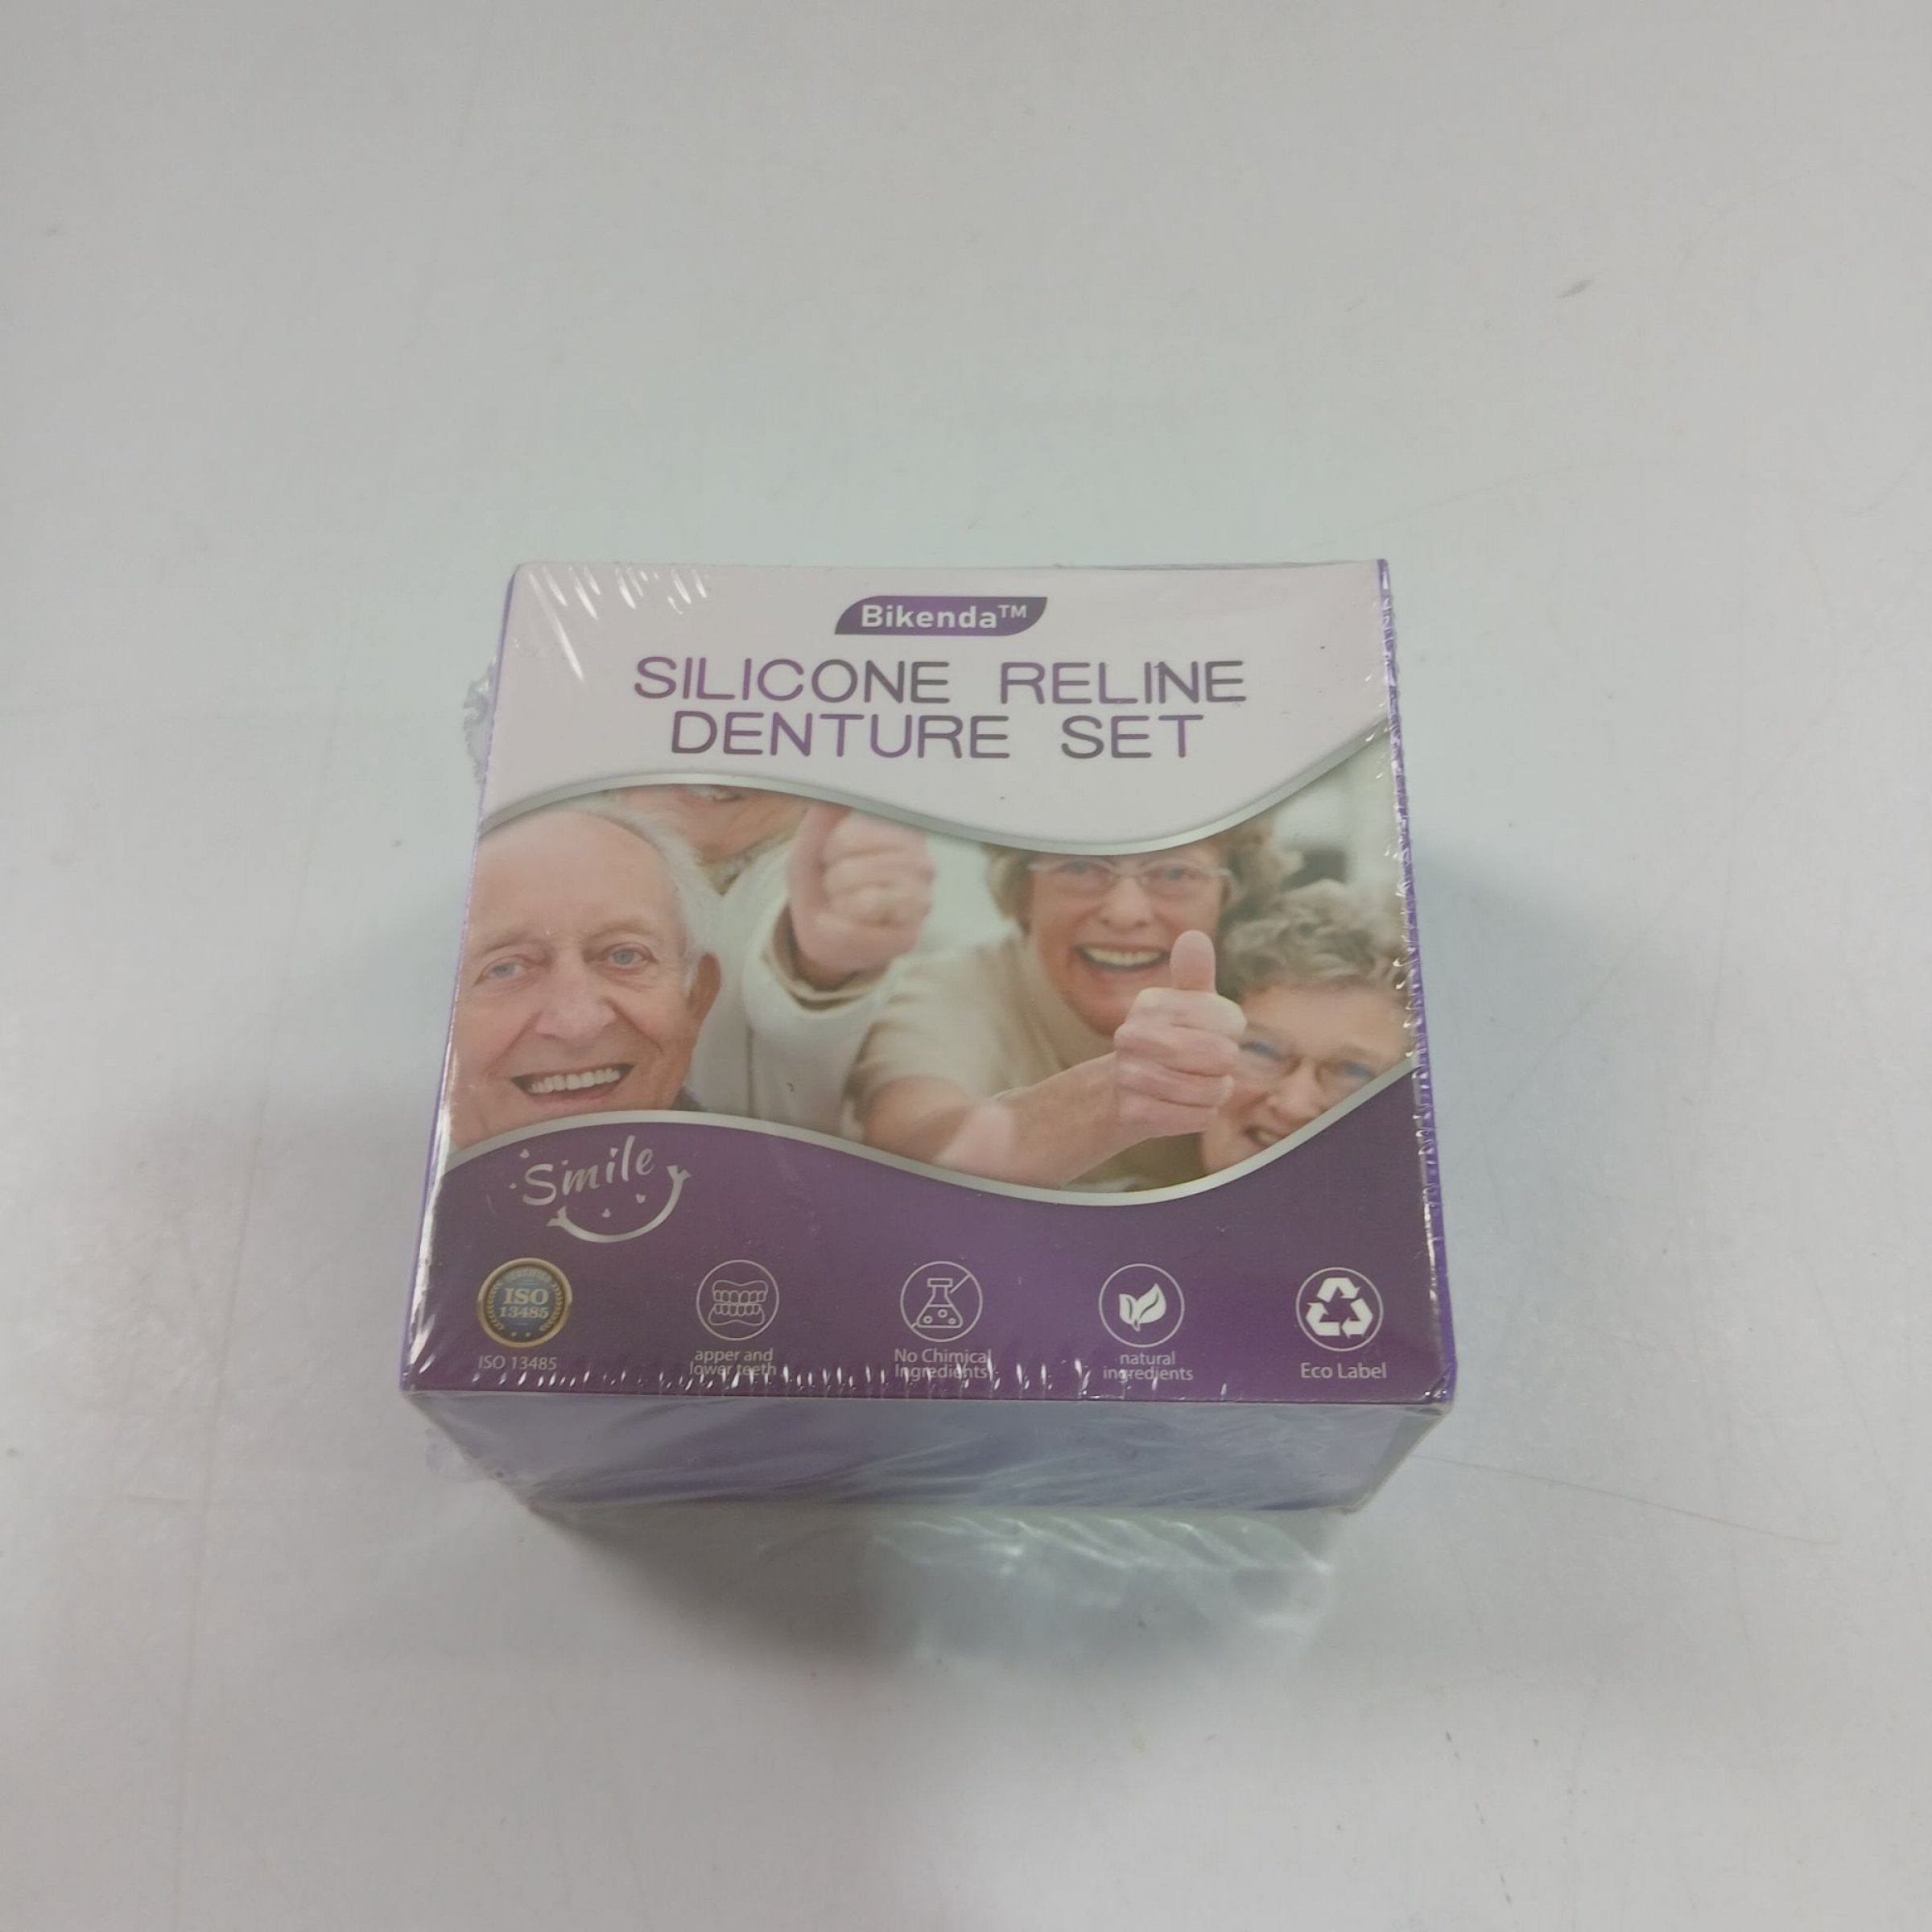 Bikenda™
SILICONE RELINE
DENTURE SET
Smile
CERTIFIED
ISO
13485
ISO 13485
apper and
lower teeth
No Chimical
Ingredients
natural
ingredients
Eco Label